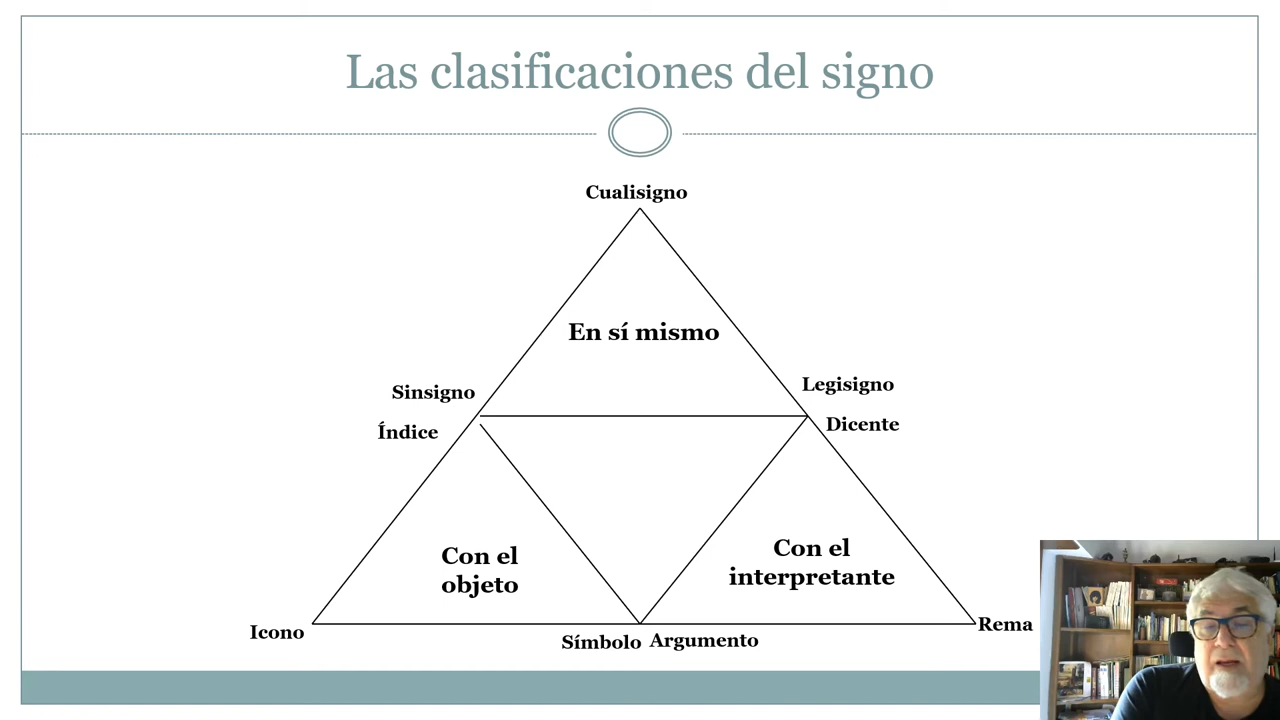 Las clasificaciones del signo
Cualisigno
En sí mismo
Sinsigno
Legisigno
Índice
Dicente
Con el
objeto
Con el
interpretante
Icono
Símbolo
Argumento
Rema